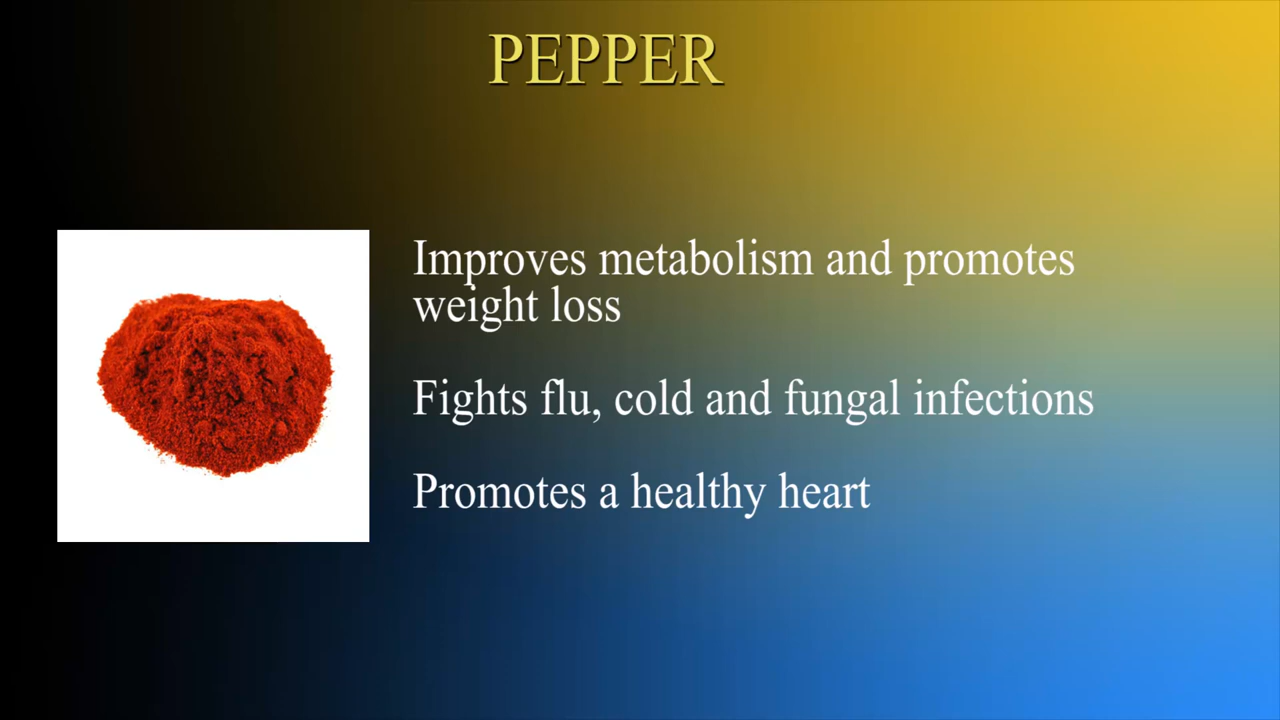 PEPPER
Improves metabolism and promotes
weight loss
Fights flu, cold and fungal infections
Promotes a healthy heart